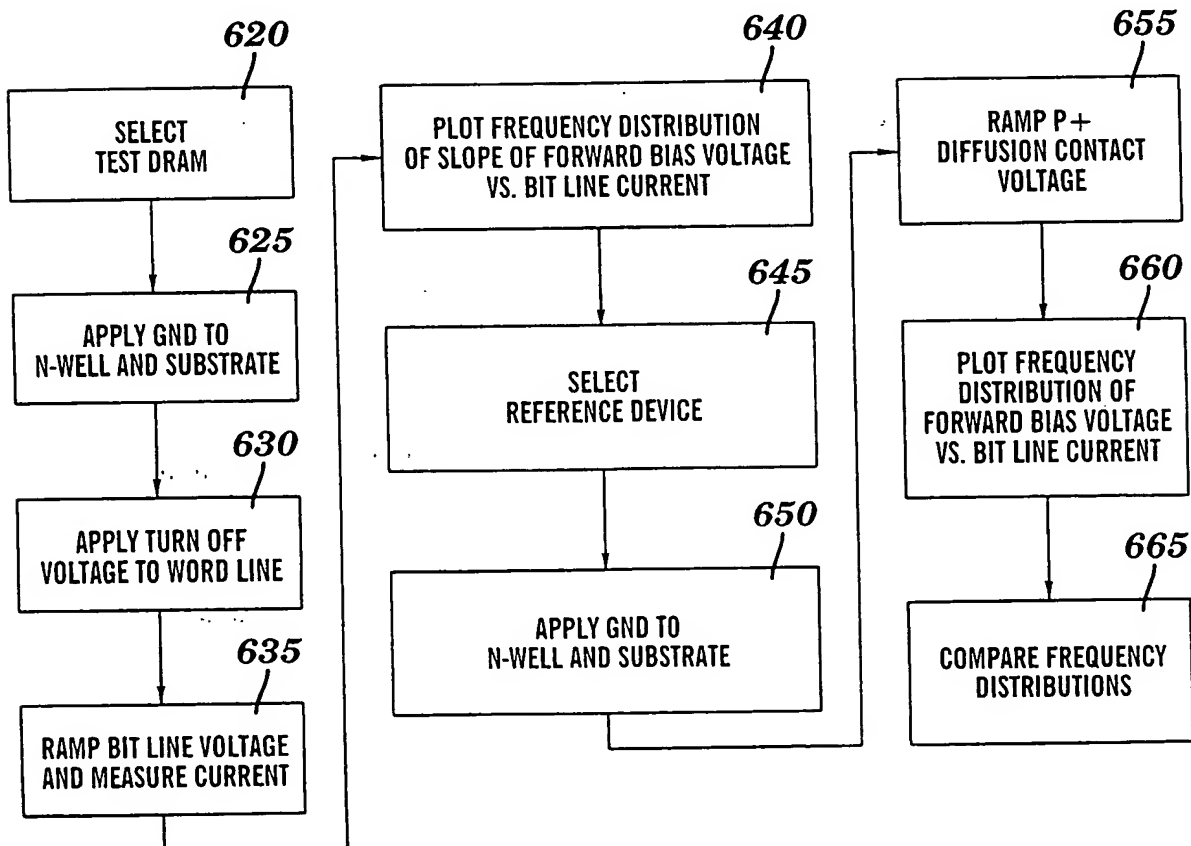 620
SELECT
TEST DRAM
625
APPLY GND TO
N-WELL AND SUBSTRATE
630
APPLY TURN OFF
VOLTAGE TO WORD LINE
635
RAMP BIT LINE VOLTAGE
AND MEASURE CURRENT
640
PLOT FREQUENCY DISTRIBUTION
OF SLOPE OF FORWARD BIAS VOLTAGE
VS. BIT LINE CURRENT
645
SELECT
REFERENCE DEVICE
650
APPLY GND TO
N-WELL AND SUBSTRATE
655
RAMP P+
DIFFUSION CONTACT
VOLTAGE
660
PLOT FREQUENCY
DISTRIBUTION OF
FORWARD BIAS VOLTAGE
VS. BIT LINE CURRENT
665
COMPARE FREQUENCY
DISTRIBUTIONS